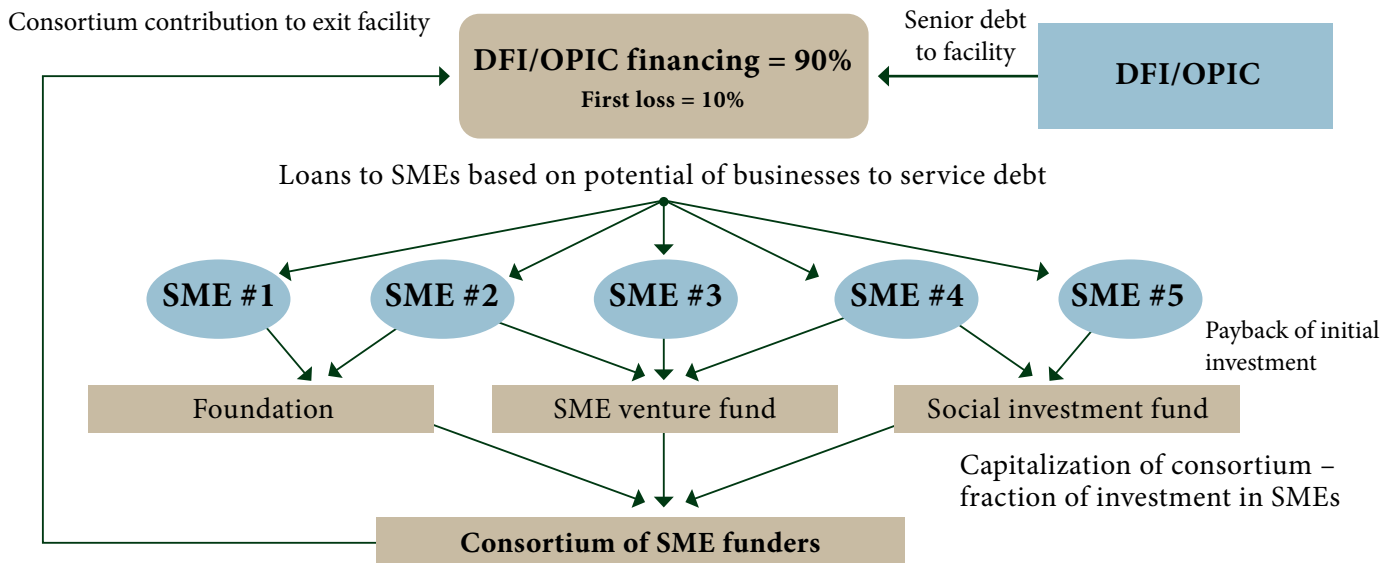 Consortium contribution to exit facility
DFI/OPIC financing = 90%
First loss = 10%
Senior debt
to facility
DFI/OPIC
Loans to SMEs based on potential of businesses to service debt
SME #1
SME #2
SME #3
SME #4
SME #5
Payback of initial
investment
Foundation
SME venture fund
Social investment fund
Capitalization of consortium –
fraction of investment in SMEs
Consortium of SME funders